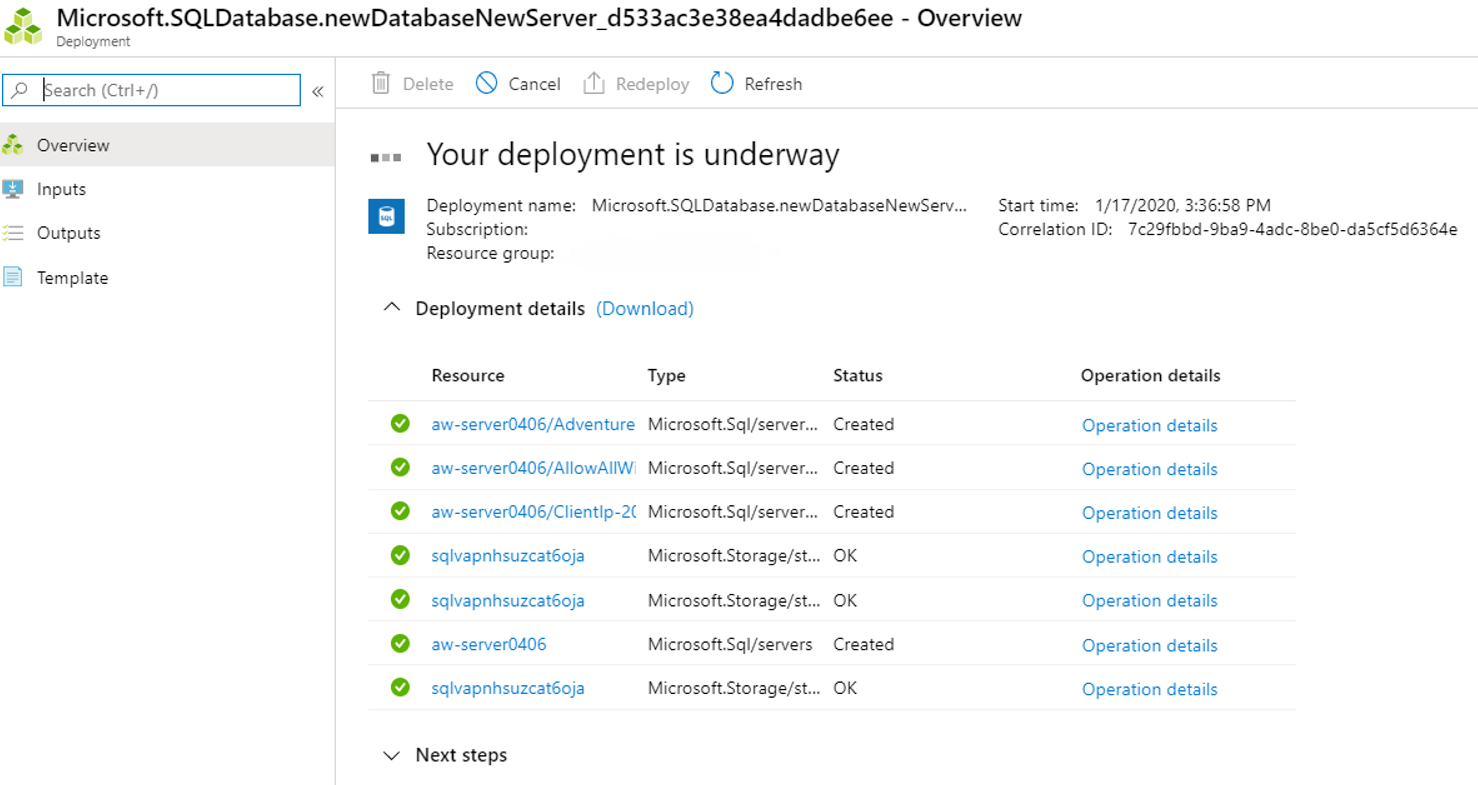 Microsoft.SQLDatabase.newDatabaseNewServer_d533ac3e38ea4dadbe6ee - Overview
Deployment
Search (Ctrl+/)
«
Delete
Cancel
Redeploy
Refresh
Overview
Inputs
Outputs
Template
Your deployment is underway
SQL
Deployment name: Microsoft.SQLDatabase.newDatabaseNewServ...
Subscription:
Resource group:
Start time: 1/17/2020, 3:36:58 PM
Correlation ID: 7c29fbbd-9ba9-4adc-8be0-da5cf5d6364e
Deployment details (Download)
Resource Type Status Operation details
aw-server0406/Adventure Microsoft.Sql/server... Created Operation details
aw-server0406/AllowAllWi Microsoft.Sql/server... Created Operation details
aw-server0406/ClientIp-20 Microsoft.Sql/server... Created Operation details
sqlvapnhsuzcat6oja Microsoft.Storage/st... OK Operation details
sqlvapnhsuzcat6oja Microsoft.Storage/st... OK Operation details
aw-server0406 Microsoft.Sql/servers Created Operation details
sqlvapnhsuzcat6oja Microsoft.Storage/st... OK Operation details
Next steps